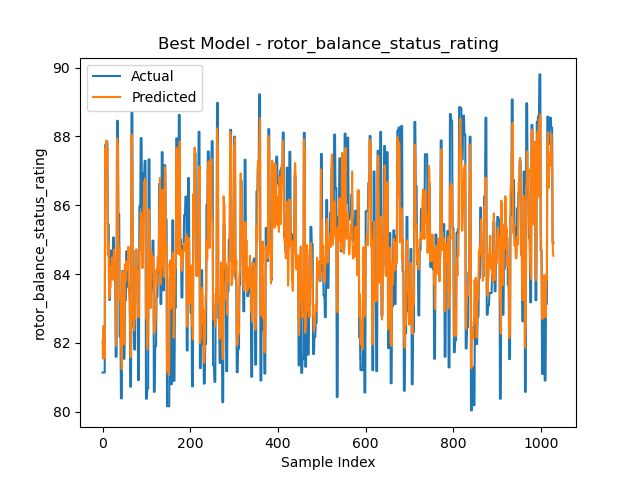 Best Model - rotor_balance_status_rating
Actual
Predicted
rotor_balance_status_rating
90
88
86
84
82
80
0
200
400
600
800
1000
Sample Index